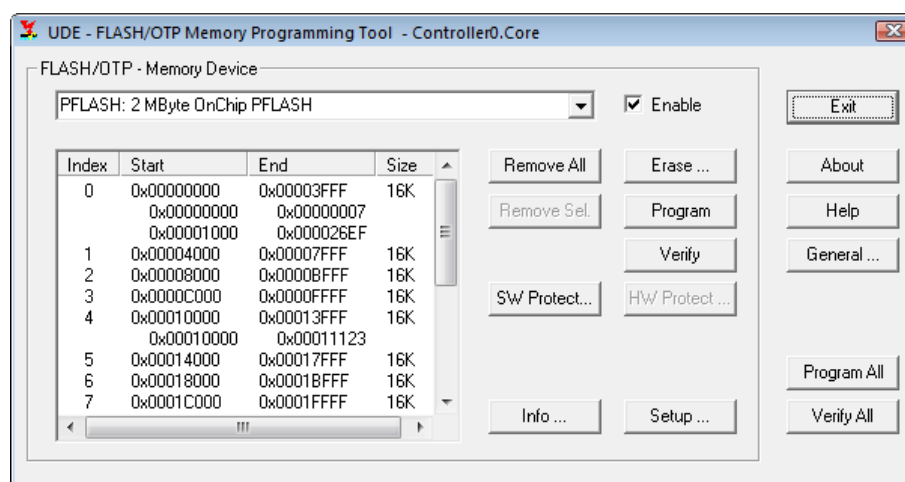 UDE - FLASH/OTP Memory Programming Tool - Controller0.Core
FLASH/OTP - Memory Device
PFLASH: 2 MByte OnChip PFLASH
Enable
Exit
Index Start End Size
0 0x00000000 0x00003FFF 16K
0x00000000 0x00000007
0x00001000 0x000026EF
1 0x00004000 0x00007FFF 16K
2 0x00008000 0x0000BFFF 16K
3 0x0000C000 0x0000FFFF 16K
4 0x00010000 0x00013FFF 16K
0x00010000 0x00011123
5 0x00014000 0x00017FFF 16K
6 0x00018000 0x0001BFFF 16K
7 0x0001C000 0x0001FFFF 16K
Remove All
Erase ...
About
Remove Sel.
Program
Help
Verify
General ...
SW Protect...
HW Protect ...
Program All
Info ...
Setup ...
Verify All